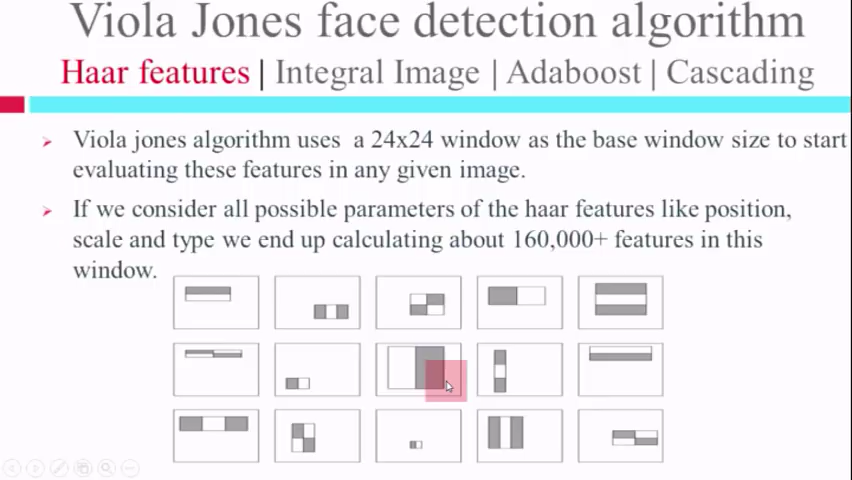 Viola Jones face detection algorithm
Haar features | Integral Image | Adaboost | Cascading
Viola jones algorithm uses a 24x24 window as the base window size to start
evaluating these features in any given image.
If we consider all possible parameters of the haar features like position,
scale and type we end up calculating about 160,000+ features in this
window.